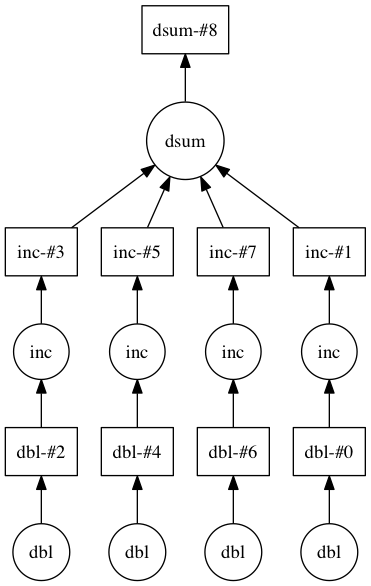 dsum-#8
dsum
inc-#3 inc-#5 inc-#7 inc-#1
inc inc inc inc
dbl-#2 dbl-#4 dbl-#6 dbl-#0
dbl dbl dbl dbl